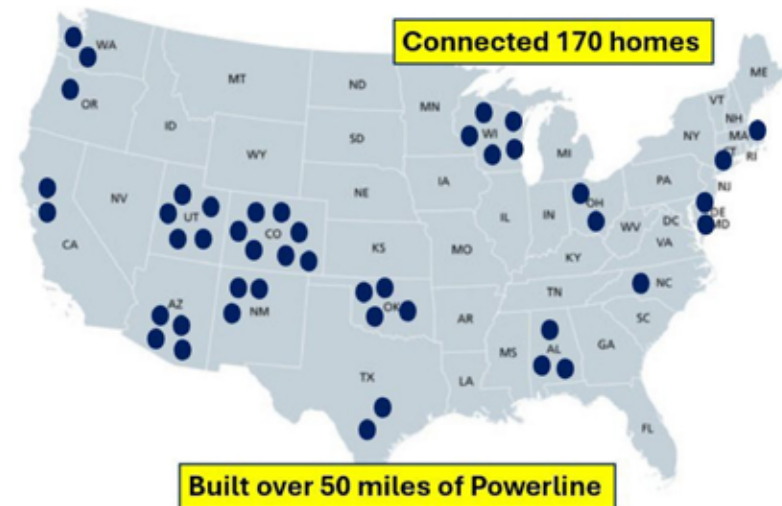 Connected 170 homes
WA
MT
ND
MN
ME
VT
NH
OR
ID
SD
WI
MI
NY
MA
CT
RI
WY
IA
PA
NJ
NV
UT
NE
IL
IN
OH
DE
MD
DC
CO
KS
MO
WV
VA
CA
KY
AZ
NM
OK
TN
NC
AR
SC
MS
AL
GA
TX
LA
FL
Built over 50 miles of Powerline